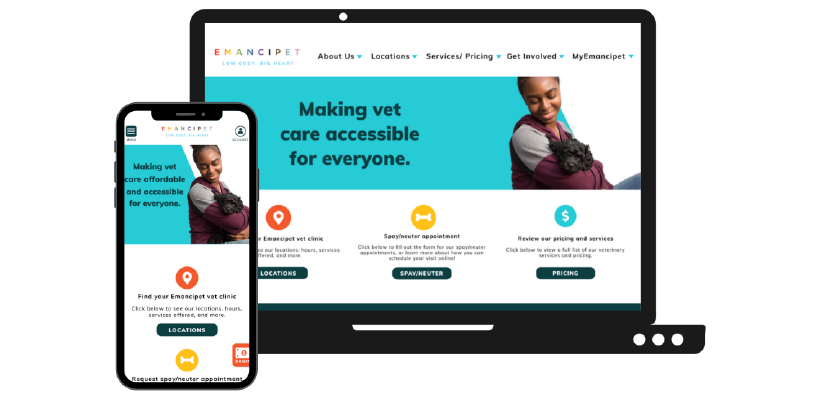 EMANCIPET
LOW COST. BIG HEART.
About Us Locations Services/ Pricing Get Involved MyEmancipet
Making vet
care accessible
for everyone.
Emancipet vet clinic
our locations, hours, services
offered, and more.
LOCATIONS
Spay/neuter appointment
Click below to fill out the form for our spay/neuter
appointments, or learn more about how you can
schedule your visit online!
SPAY/NEUTER
Review our pricing and services
Click below to view a full list of our veterinary
services and pricing.
PRICING
MENU
EMANCIPET
LOW COST. BIG HEART.
ACCOUNT
Making vet
care affordable
and accessible
for everyone.
Find your Emancipet vet clinic
Click below to see our locations, hours,
services offered, and more.
LOCATIONS
Request spay/neuter appointment